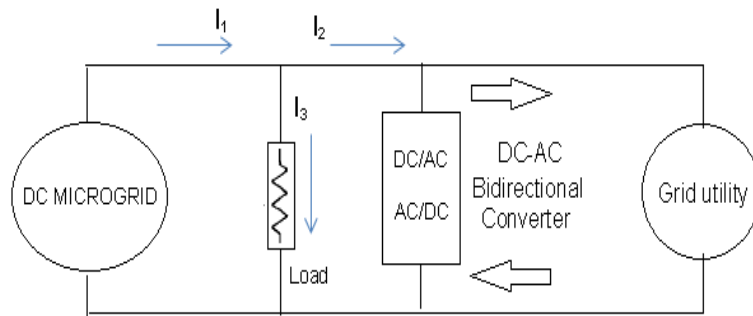 I₁
I₂
I₃
DC MICROGRID
Load
DC/AC
AC/DC
DC-AC
Bidirectional
Converter
Grid utility